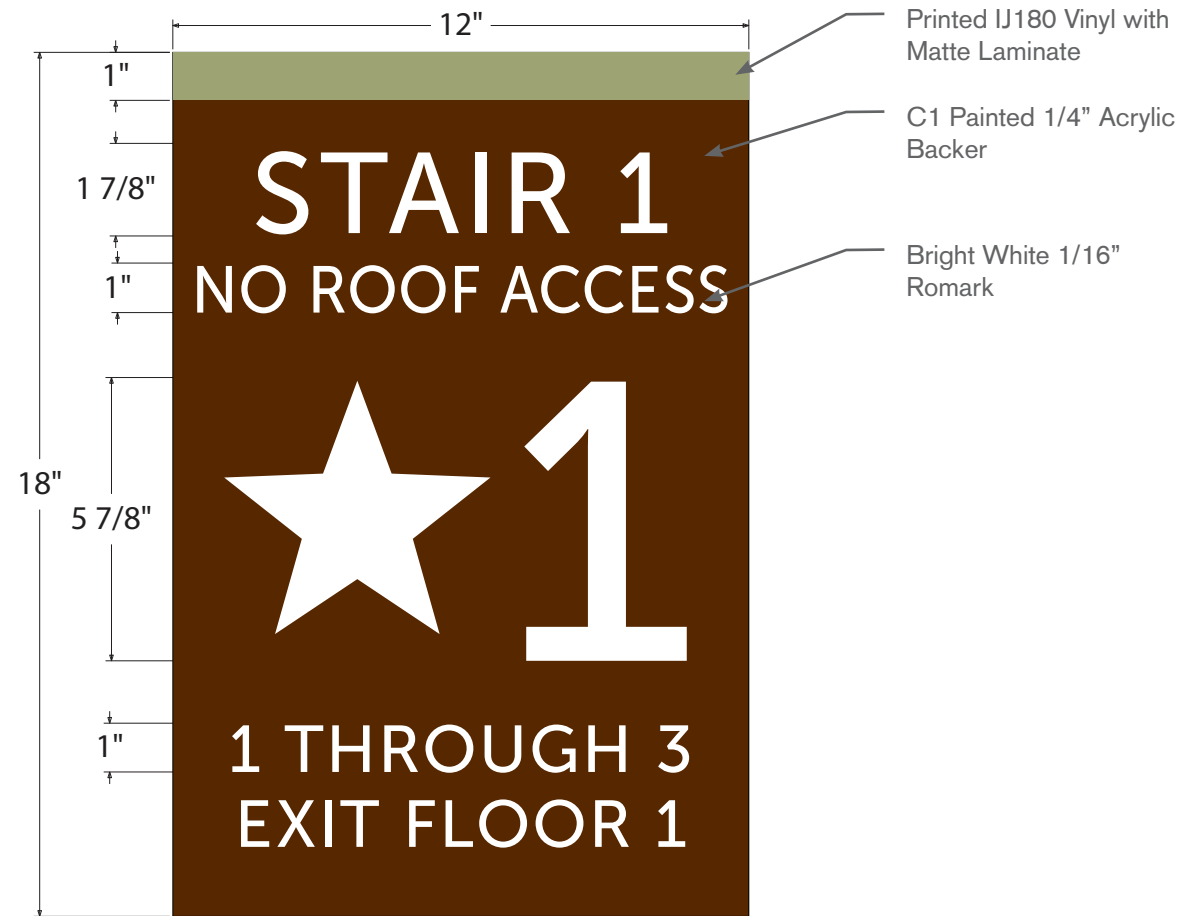 12"
Printed IJ180 Vinyl with
Matte Laminate
1"
C1 Painted 1/4” Acrylic
Backer
1 7/8"
STAIR 1
Bright White 1/16”
Romark
1"
NO ROOF ACCESS
18"
5 7/8"
1
1"
1 THROUGH 3
EXIT FLOOR 1